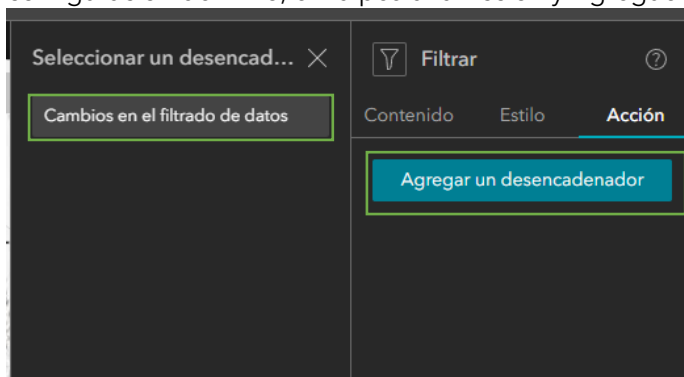 Seleccionar un desencad...
Cambios en el filtrado de datos
Filtrar
Contenido Estilo Acción
Agregar un desencadenador